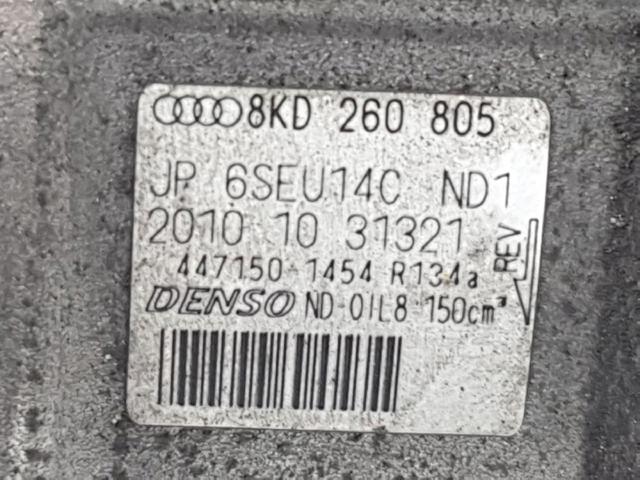 8KD 260 805
JP 6SEU14C ND1
2010 10 31321
447150-1454 R134a
REV
DENSO ND-OIL8 150cm³